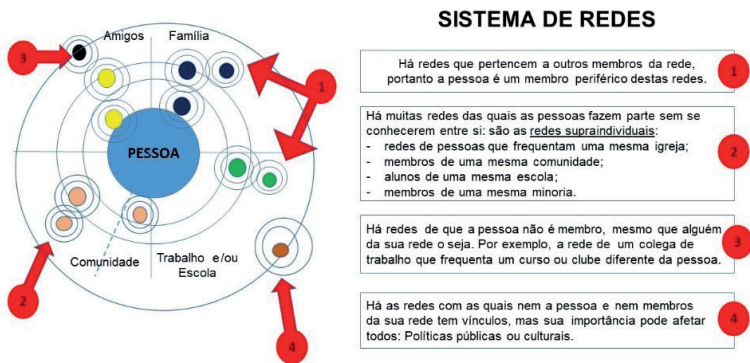 SISTEMA DE REDES
Amigos
Família
3
1
PESSOA
Comunidade
Trabalho e/ou
Escola
2
4
Há redes que pertencem a outros membros da rede,
portanto a pessoa é um membro periférico destas redes.
1
Há muitas redes das quais as pessoas fazem parte sem se
conhecerem entre si: são as redes supraindividuais:
- redes de pessoas que frequentam uma mesma igreja;
- membros de uma mesma comunidade;
- alunos de uma mesma escola;
- membros de uma mesma minoria.
2
Há redes de que a pessoa não é membro, mesmo que alguém
da sua rede o seja. Por exemplo, a rede de um colega de
trabalho que frequenta um curso ou clube diferente da pessoa.
3
Há as redes com as quais nem a pessoa e nem membros
da sua rede tem vínculos, mas sua importância pode afetar
todos: Políticas públicas ou culturais.
4